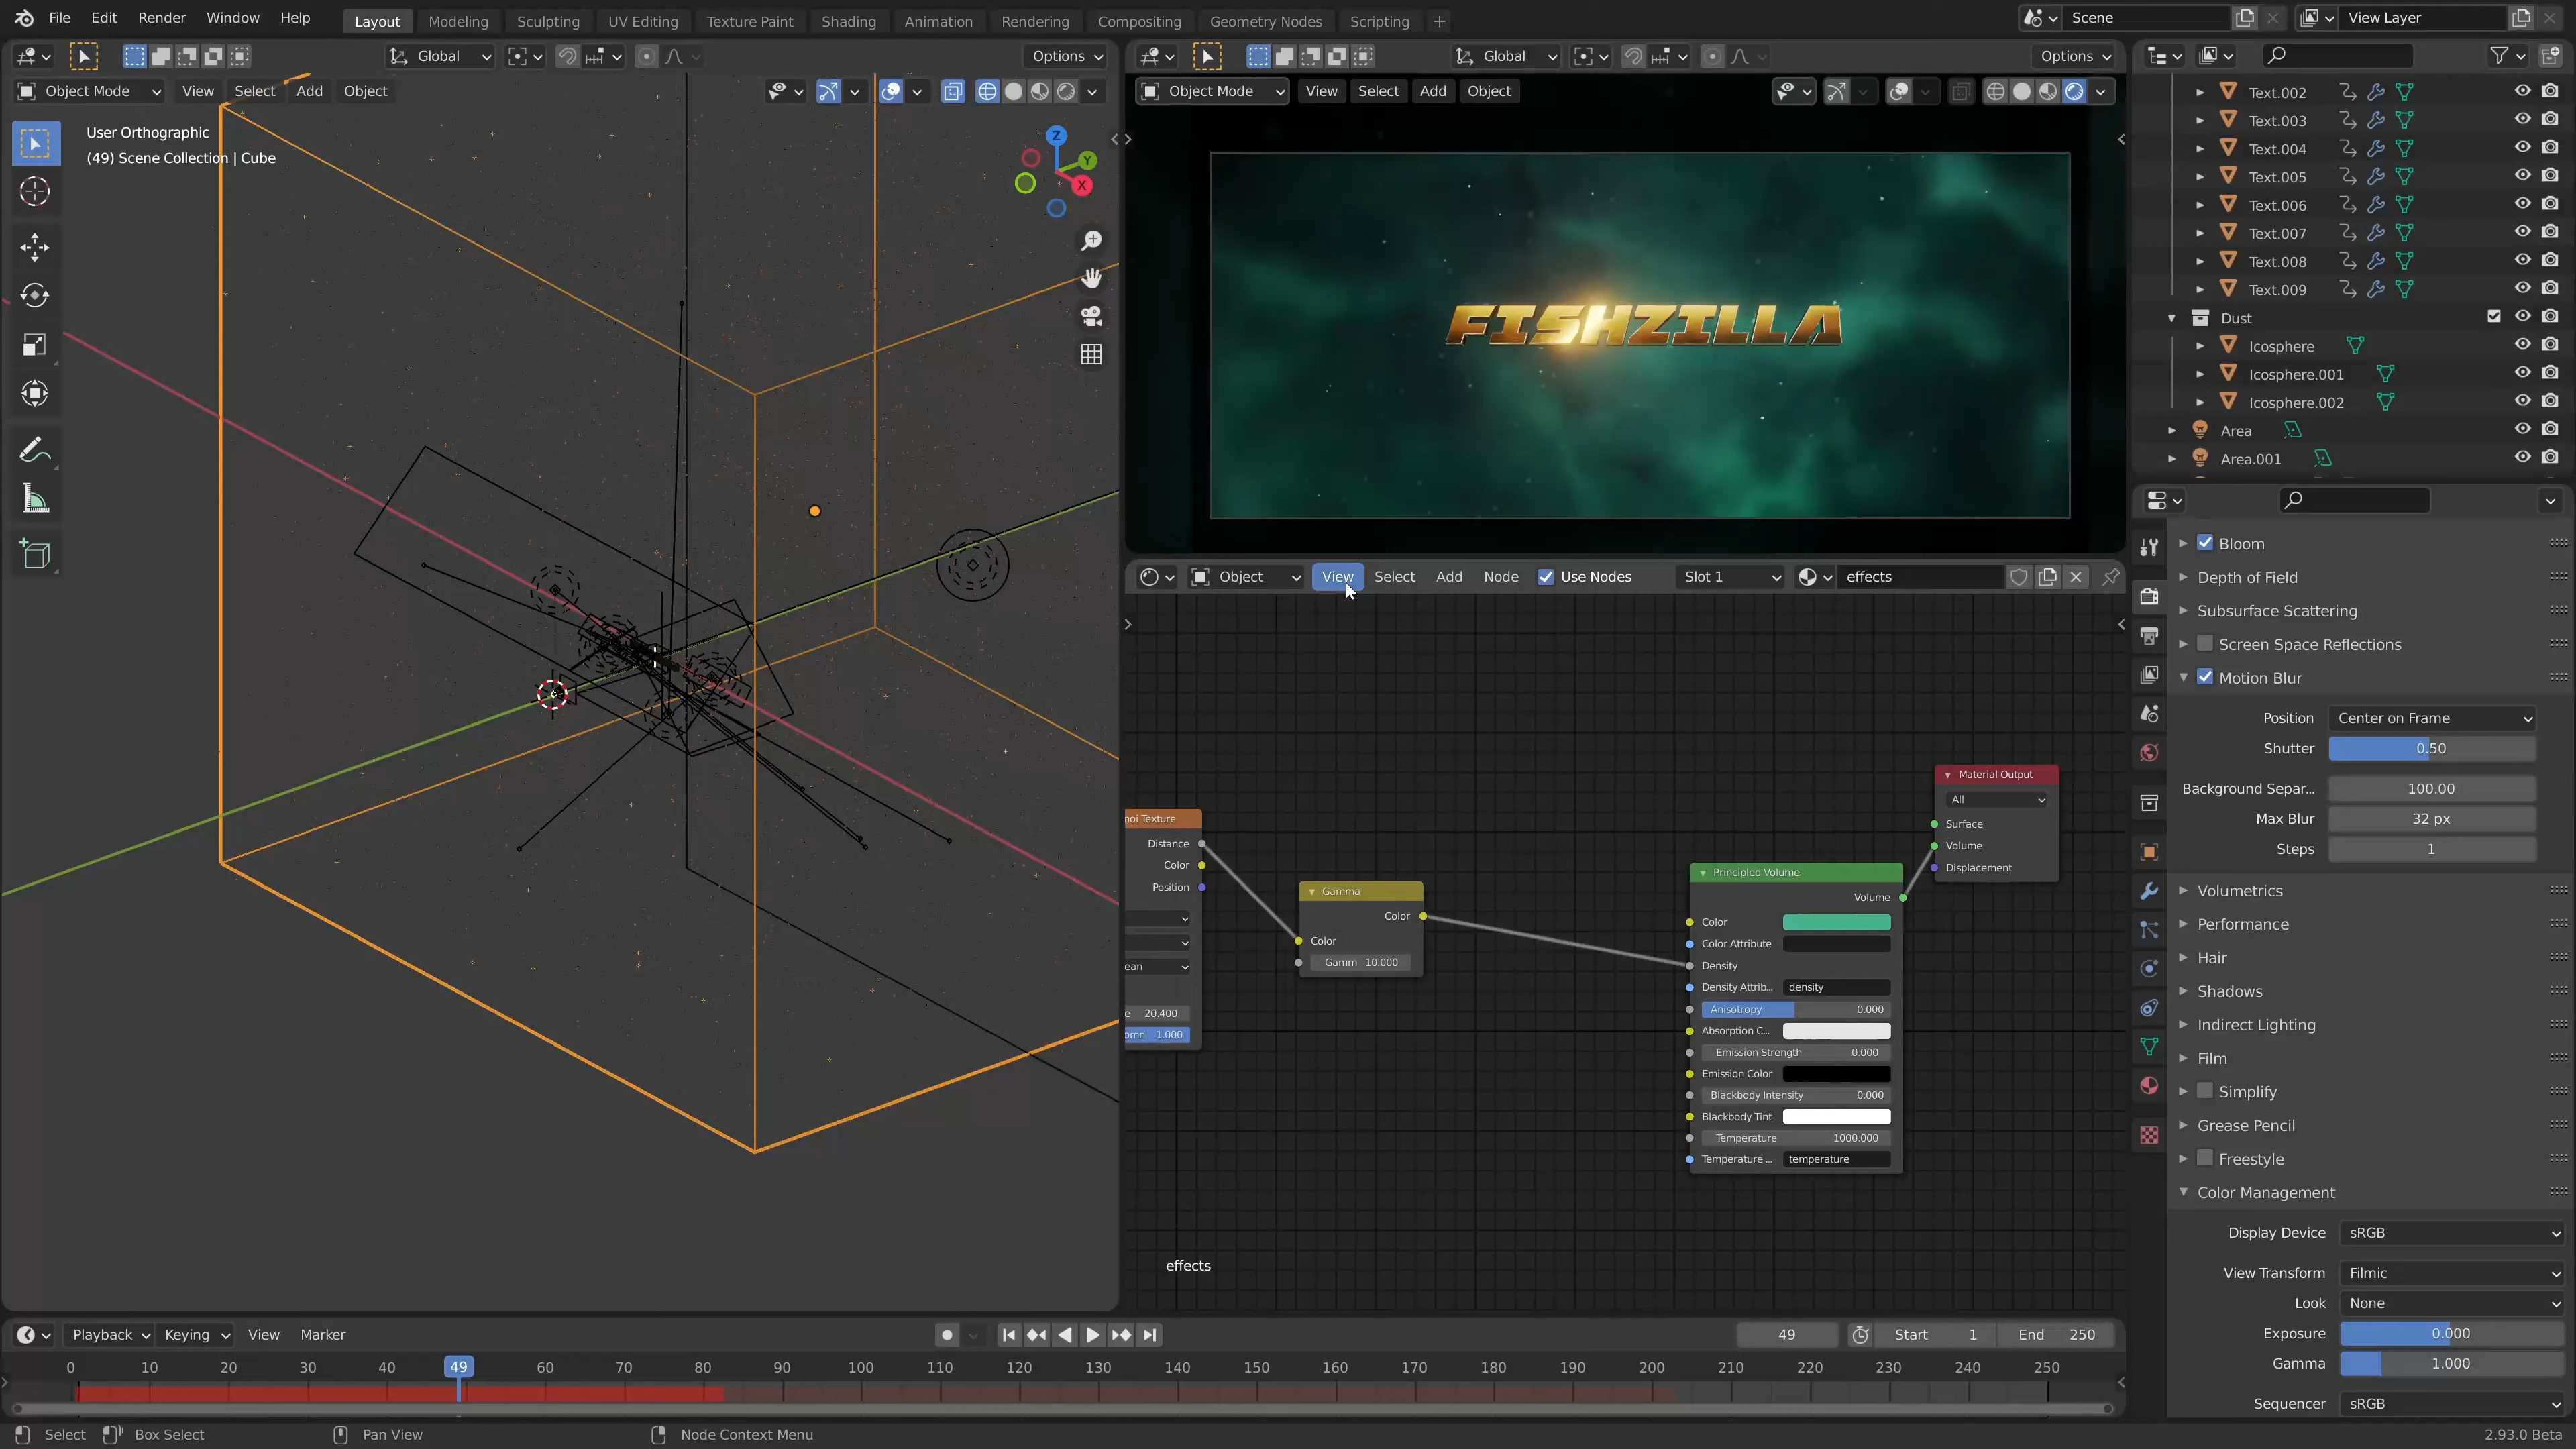 File Edit Render Window Help Layout Modeling Sculpting UV Editing Texture Paint Shading Animation Rendering Compositing Geometry Nodes Scripting + Scene View Layer
Global Options
Object Mode View Select Add Object
User Orthographic
(49) Scene Collection | Cube
Z
Y
X
Global Options
Object Mode View Select Add Object
FISHZILLA
Object View Select Add Node Use Nodes Slot 1 effects
noi Texture
Distance
Color
Position
ean
e 20.400
omn 1.000
Gamma
Color
Color
Gamm 10.000
Principled Volume
Volume
Color
Color Attribute
Density
Density Attrib... density
Anisotropy 0.000
Absorption C...
Emission Strength 0.000
Emission Color
Blackbody Intensity 0.000
Blackbody Tint
Temperature 1000.000
Temperature ... temperature
Material Output
All
Surface
Volume
Displacement
effects
Text.002
Text.003
Text.004
Text.005
Text.006
Text.007
Text.008
Text.009
Dust
Icosphere
Icosphere.001
Icosphere.002
Area
Area.001
Bloom
Depth of Field
Subsurface Scattering
Screen Space Reflections
Motion Blur
Position Center on Frame
Shutter 0.50
Background Separ... 100.00
Max Blur 32 px
Steps 1
Volumetrics
Performance
Hair
Shadows
Indirect Lighting
Film
Simplify
Grease Pencil
Freestyle
Color Management
Display Device sRGB
View Transform Filmic
Look None
Exposure 0.000
Gamma 1.000
Sequencer sRGB
Playback Keying View Marker 49 Start 1 End 250
0 10 20 30 40 49 60 70 80 90 100 110 120 130 140 150 160 170 180 190 200 210 220 230 240 250
Select Box Select Pan View Node Context Menu 2.93.0 Beta